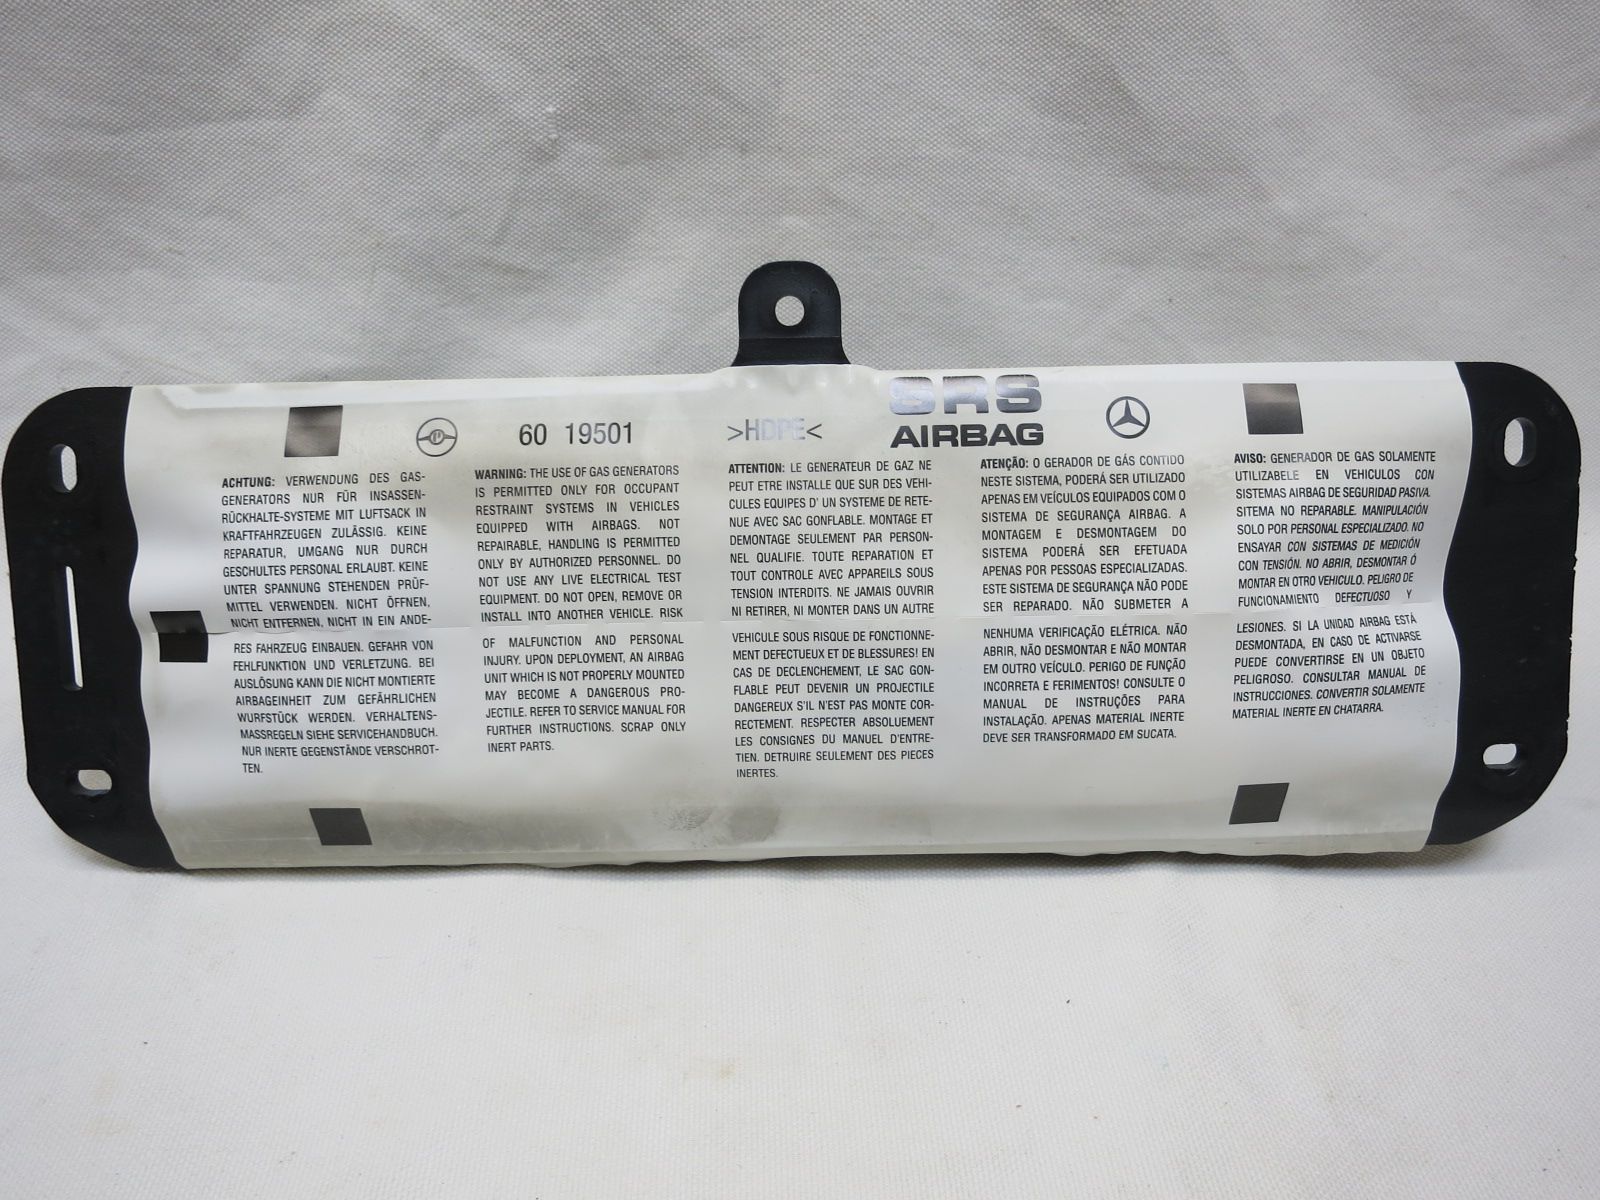 60 19501
>HDPE<
SRS
AIRBAG
ACHTUNG: VERWENDUNG DES GAS-
GENERATORS NUR FÜR INSASSEN-
RÜCKHALTE-SYSTEME MIT LUFTSACK IN
KRAFTFAHRZEUGEN ZULÄSSIG. KEINE
REPARATUR, UMGANG NUR DURCH
GESCHULTES PERSONAL ERLAUBT. KEINE
UNTER SPANNUNG STEHENDEN PRÜF-
MITTEL VERWENDEN. NICHT ÖFFNEN,
NICHT ENTFERNEN, NICHT IN EIN ANDE-
RES FAHRZEUG EINBAUEN. GEFAHR VON
FEHLFUNKTION UND VERLETZUNG. BEI
AUSLÖSUNG KANN DIE NICHT MONTIERTE
AIRBAGEINHEIT ZUM GEFÄHRLICHEN
WURFSTÜCK WERDEN. VERHALTENS-
MASSREGELN SIEHE SERVICEHANDBUCH.
NUR INERTE GEGENSTÄNDE VERSCHROT-
TEN.
WARNING: THE USE OF GAS GENERATORS
IS PERMITTED ONLY FOR OCCUPANT
RESTRAINT SYSTEMS IN VEHICLES
EQUIPPED WITH AIRBAGS. NOT
REPAIRABLE, HANDLING IS PERMITTED
ONLY BY AUTHORIZED PERSONNEL. DO
NOT USE ANY LIVE ELECTRICAL TEST
EQUIPMENT. DO NOT OPEN, REMOVE OR
INSTALL INTO ANOTHER VEHICLE. RISK
OF MALFUNCTION AND PERSONAL
INJURY. UPON DEPLOYMENT, AN AIRBAG
UNIT WHICH IS NOT PROPERLY MOUNTED
MAY BECOME A DANGEROUS PRO-
JECTILE. REFER TO SERVICE MANUAL FOR
FURTHER INSTRUCTIONS. SCRAP ONLY
INERT PARTS.
ATTENTION: LE GENERATEUR DE GAZ NE
PEUT ETRE INSTALLE QUE SUR DES VEHI-
CULES EQUIPES D' UN SYSTEME DE RETE-
NUE AVEC SAC GONFLABLE. MONTAGE ET
DEMONTAGE SEULEMENT PAR PERSON-
NEL QUALIFIE. TOUTE REPARATION ET
TOUT CONTROLE AVEC APPAREILS SOUS
TENSION INTERDITS. NE JAMAIS OUVRIR
NI RETIRER, NI MONTER DANS UN AUTRE
VEHICULE SOUS RISQUE DE FONCTIONNE-
MENT DEFECTUEUX ET DE BLESSURES! EN
CAS DE DECLENCHEMENT, LE SAC GON-
FLABLE PEUT DEVENIR UN PROJECTILE
DANGEREUX S'IL N'EST PAS MONTE COR-
RECTEMENT. RESPECTER ABSOLUEMENT
LES CONSIGNES DU MANUEL D'ENTRE-
TIEN. DETRUIRE SEULEMENT DES PIECES
INERTES.
ATENÇÃO: O GERADOR DE GÁS CONTIDO
NESTE SISTEMA, PODERÁ SER UTILIZADO
APENAS EM VEÍCULOS EQUIPADOS COM O
SISTEMA DE SEGURANÇA AIRBAG. A
MONTAGEM E DESMONTAGEM DO
SISTEMA PODERÁ SER EFETUADA
APENAS POR PESSOAS ESPECIALIZADAS.
ESTE SISTEMA DE SEGURANÇA NÃO PODE
SER REPARADO. NÃO SUBMETER A
NENHUMA VERIFICAÇÃO ELÉTRICA. NÃO
ABRIR, NÃO DESMONTAR E NÃO MONTAR
EM OUTRO VEÍCULO. PERIGO DE FUNÇÃO
INCORRETA E FERIMENTOS! CONSULTE O
MANUAL DE INSTRUÇÕES PARA
INSTALAÇÃO. APENAS MATERIAL INERTE
DEVE SER TRANSFORMADO EM SUCATA.
AVISO: GENERADOR DE GAS SOLAMENTE
UTILIZABELE EN VEHICULOS CON
SISTEMAS AIRBAG DE SEGURIDAD PASIVA.
SITEMA NO REPARABLE. MANIPULACIÓN
SOLO POR PERSONAL ESPECIALIZADO. NO
ENSAYAR CON SISTEMAS DE MEDICIÓN
CON TENSIÓN. NO ABRIR, DESMONTAR Ó
MONTAR EN OTRO VEHICULO. PELIGRO DE
FUNCIONAMIENTO DEFECTUOSO Y
LESIONES. SI LA UNIDAD AIRBAG ESTÁ
DESMONTADA, EN CASO DE ACTIVARSE
PUEDE CONVERTIRSE EN UN OBJETO
PELIGROSO. CONSULTAR MANUAL DE
INSTRUCCIONES. CONVERTIR SOLAMENTE
MATERIAL INERTE EN CHATARRA.